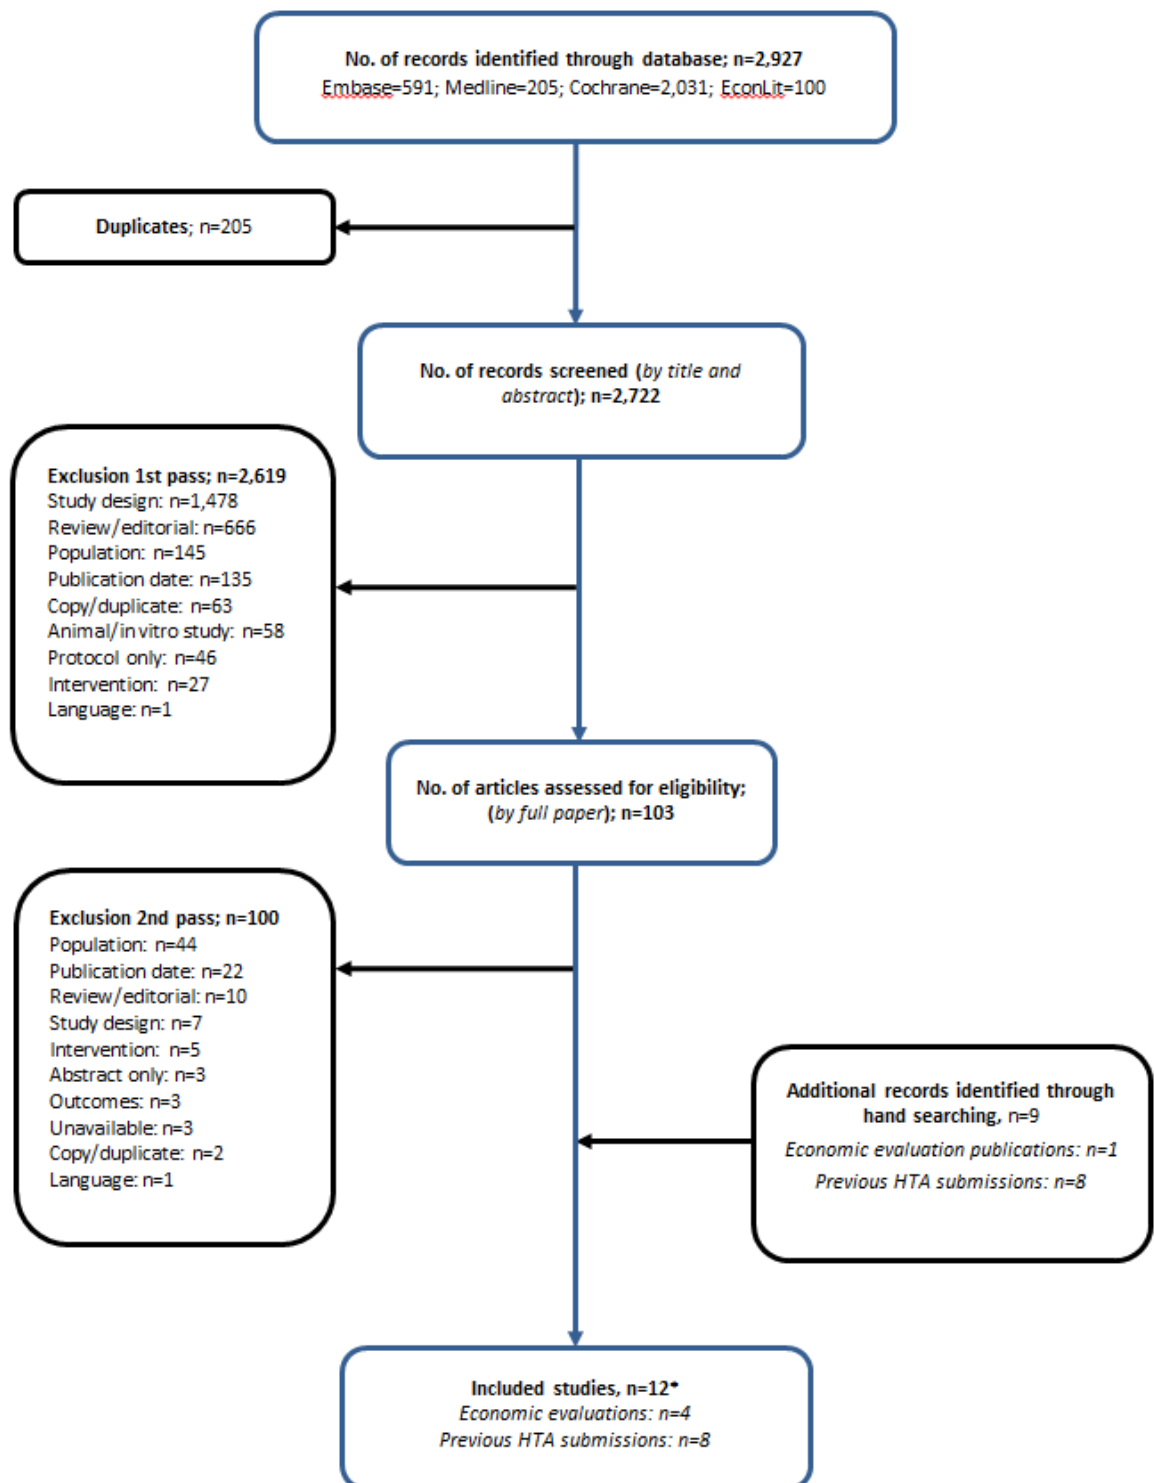 No. of records identified through database; n=2,927
Embase=591; Medline=205; Cochrane=2,031; EconLit=100
Duplicates; n=205
No. of records screened (by title and
abstract); n=2,722
Exclusion 1st pass; n=2,619
Study design: n=1,478
Review/editorial: n=666
Population: n=145
Publication date: n=135
Copy/duplicate: n=63
Animal/in vitro study: n=58
Protocol only: n=46
Intervention: n=27
Language: n=1
No. of articles assessed for eligibility;
(by full paper); n=103
Exclusion 2nd pass; n=100
Population: n=44
Publication date: n=22
Review/editorial: n=10
Study design: n=7
Intervention: n=5
Abstract only: n=3
Outcomes: n=3
Unavailable: n=3
Copy/duplicate: n=2
Language: n=1
Additional records identified through
hand searching, n=9
Economic evaluation publications: n=1
Previous HTA submissions: n=8
Included studies, n=12*
Economic evaluations: n=4
Previous HTA submissions: n=8